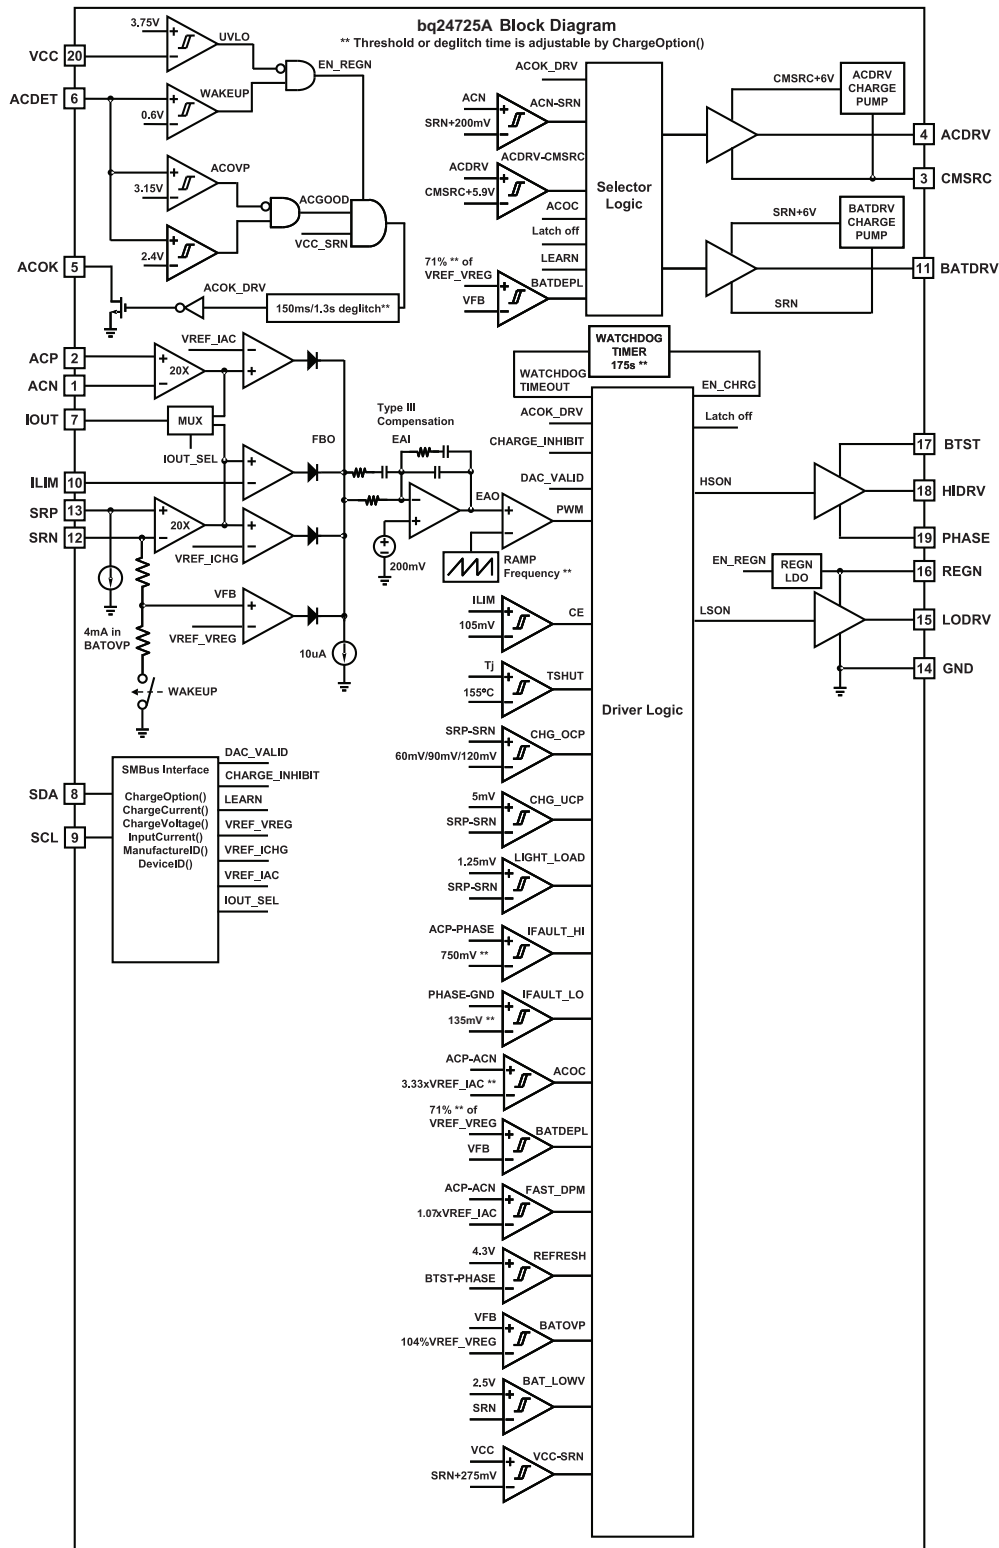 bq24725A Block Diagram
** Threshold or deglitch time is adjustable by ChargeOption()
3.75V
UVLO
VCC 20
EN_REGN
ACDET 6
WAKEUP
0.6V
ACOVP
3.15V
ACGOOD
VCC_SRN
2.4V
ACOK 5
ACOK_DRV
150ms/1.3s deglitch**
ACOK_DRV
ACN
ACN-SRN
SRN+200mV
ACDRV
ACDRV-CMSRC
CMSRC+5.9V
ACOC
Latch off
LEARN
71% ** of
VREF_VREG
BATDEPL
VFB
Selector
Logic
CMSRC+6V
ACDRV
CHARGE
PUMP
4 ACDRV
3 CMSRC
SRN+6V
BATDRV
CHARGE
PUMP
11 BATDRV
SRN
ACP 2
ACN 1
IOUT 7
20X
MUX
IOUT_SEL
VREF_IAC
FBO
ILIM 10
SRP 13
SRN 12
20X
VREF_ICHG
VFB
VREF_VREG
4mA in
BATOVP
WAKEUP
10uA
Type III
Compensation
EAI
EAO
200mV
RAMP
Frequency **
PWM
WATCHDOG
TIMER
175s **
WATCHDOG
TIMEOUT
EN_CHRG
ACOK_DRV
Latch off
CHARGE_INHIBIT
DAC_VALID
HSON
17 BTST
18 HIDRV
19 PHASE
EN_REGN
REGN
LDO
16 REGN
LSON
15 LODRV
14 GND
ILIM
CE
105mV
Tj
TSHUT
155ºC
Driver Logic
SRP-SRN
CHG_OCP
60mV/90mV/120mV
5mV
CHG_UCP
SRP-SRN
1.25mV
LIGHT_LOAD
SRP-SRN
ACP-PHASE
IFAULT_HI
750mV **
PHASE-GND
IFAULT_LO
135mV **
ACP-ACN
ACOC
3.33xVREF_IAC **
71% ** of
VREF_VREG
BATDEPL
VFB
ACP-ACN
FAST_DPM
1.07xVREF_IAC
4.3V
REFRESH
BTST-PHASE
VFB
BATOVP
104%VREF_VREG
2.5V
BAT_LOWV
SRN
VCC
VCC-SRN
SRN+275mV
SDA 8
SCL 9
SMBus Interface
ChargeOption()
ChargeCurrent()
ChargeVoltage()
InputCurrent()
ManufactureID()
DeviceID()
DAC_VALID
CHARGE_INHIBIT
LEARN
VREF_VREG
VREF_ICHG
VREF_IAC
IOUT_SEL